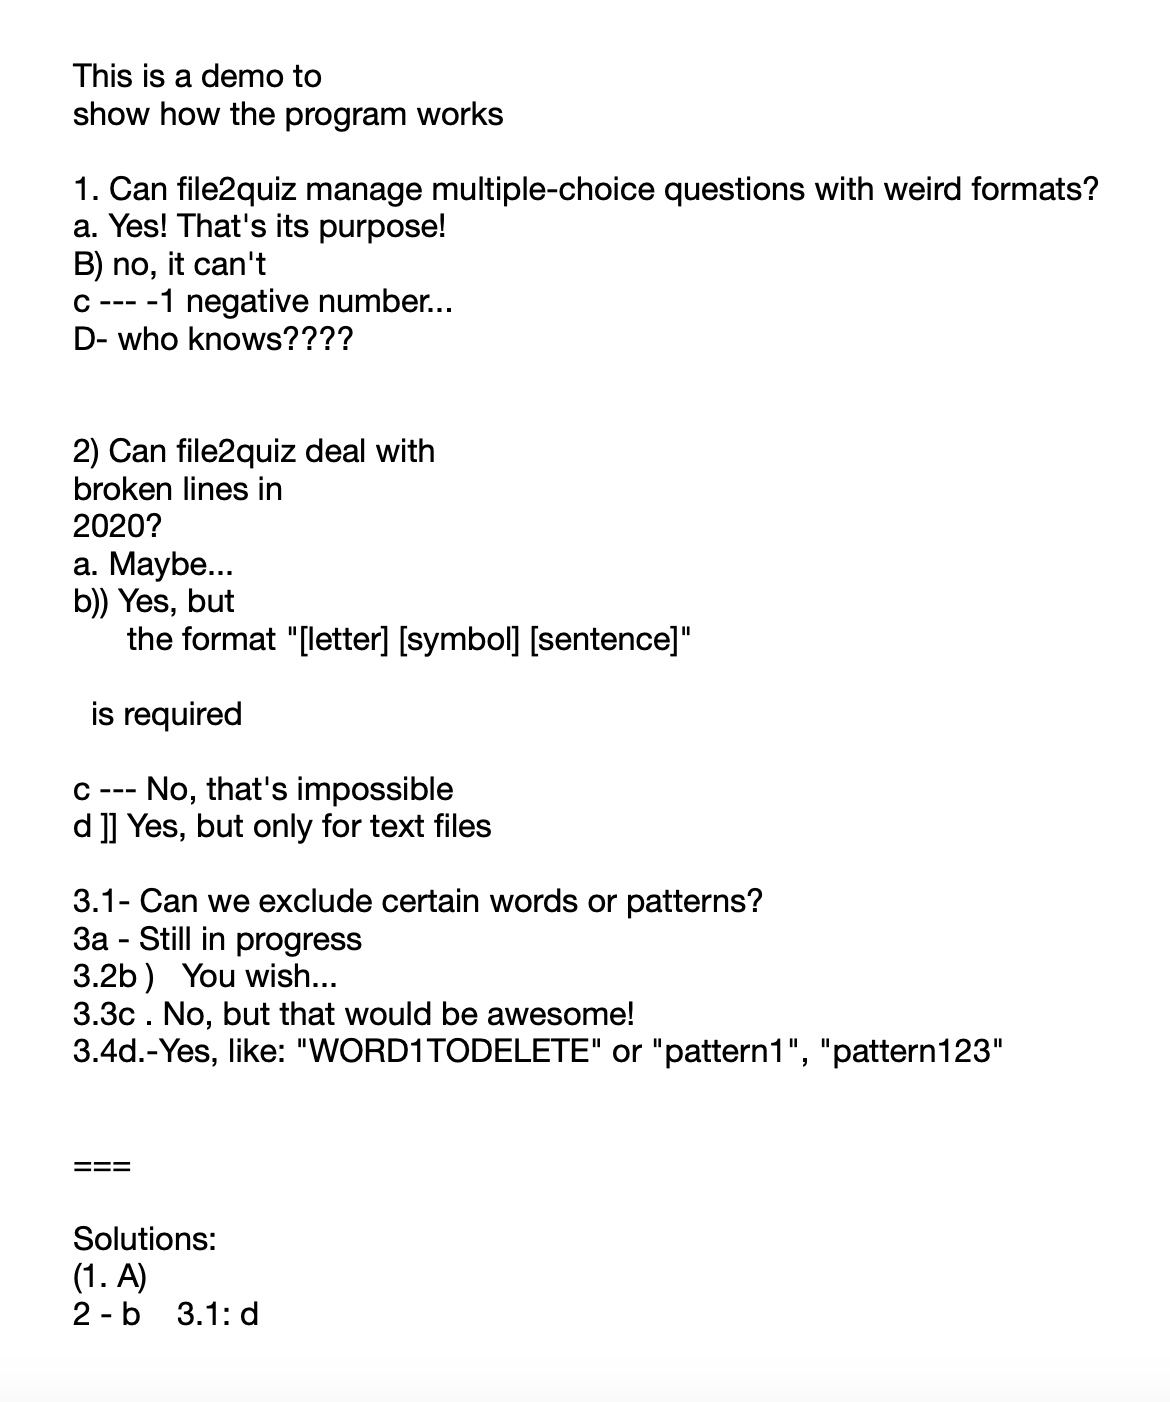 This is a demo to
show how the program works
1. Can file2quiz manage multiple-choice questions with weird formats?
a. Yes! That's its purpose!
B) no, it can't
c --- -1 negative number...
D- who knows????
2) Can file2quiz deal with
broken lines in
2020?
a. Maybe...
b)) Yes, but
the format "[letter] [symbol] [sentence]"
is required
c --- No, that's impossible
d ]] Yes, but only for text files
3.1- Can we exclude certain words or patterns?
3a - Still in progress
3.2b )   You wish...
3.3c . No, but that would be awesome!
3.4d.-Yes, like: "WORD1TODELETE" or "pattern1", "pattern123"
===
Solutions:
(1. A)
2 - b    3.1: d